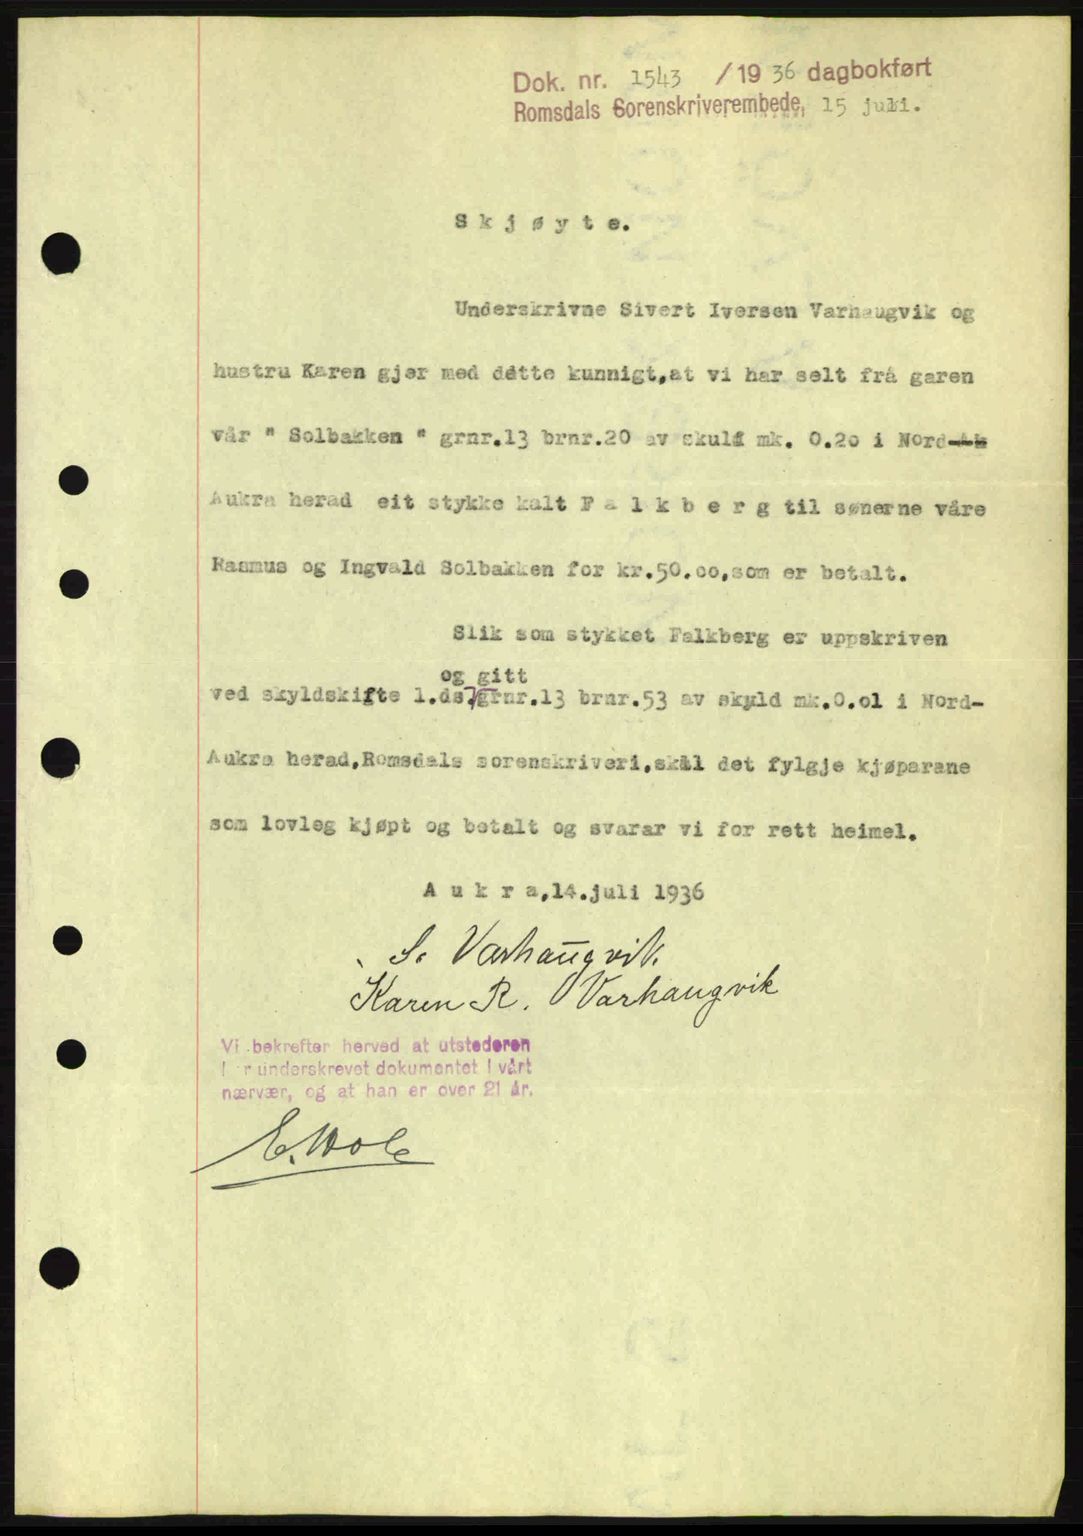 Dok. nr. 1543 /1936 dagbokført
Romsdals Sorenskriverembede, 15 juli.
Skjøyte.
Underskrivne Sivert Iversen Varhaugvik og
hustru Karen gjer med dette kunnigt, at vi har selt frå garen
vår " Solbakken " grnr.13 brnr.20 av skuld mk. 0.20 i Nord-
Aukra herad eit stykke kalt Falkberg til sønerne våre
Rasmus og Ingvald Solbakken for kr.50.oo, som er betalt.
Slik som stykket Falkberg er uppskriven
og gitt
ved skyldskifte 1.ds. grnr.13 brnr.53 av skyld mk.0.01 i Nord-
Aukra herad, Romsdals sorenskriveri, skal det fylgje kjøparane
som lovleg kjøpt og betalt og svarar vi for rett heimel.
Aukra, 14. juli 1936
S. Varhaugvik.
Karen R. Varhaugvik
Vi bekrefter herved at utstederen
underskrevet dokumentet i vårt
nærvær, og at han er over 21 år.